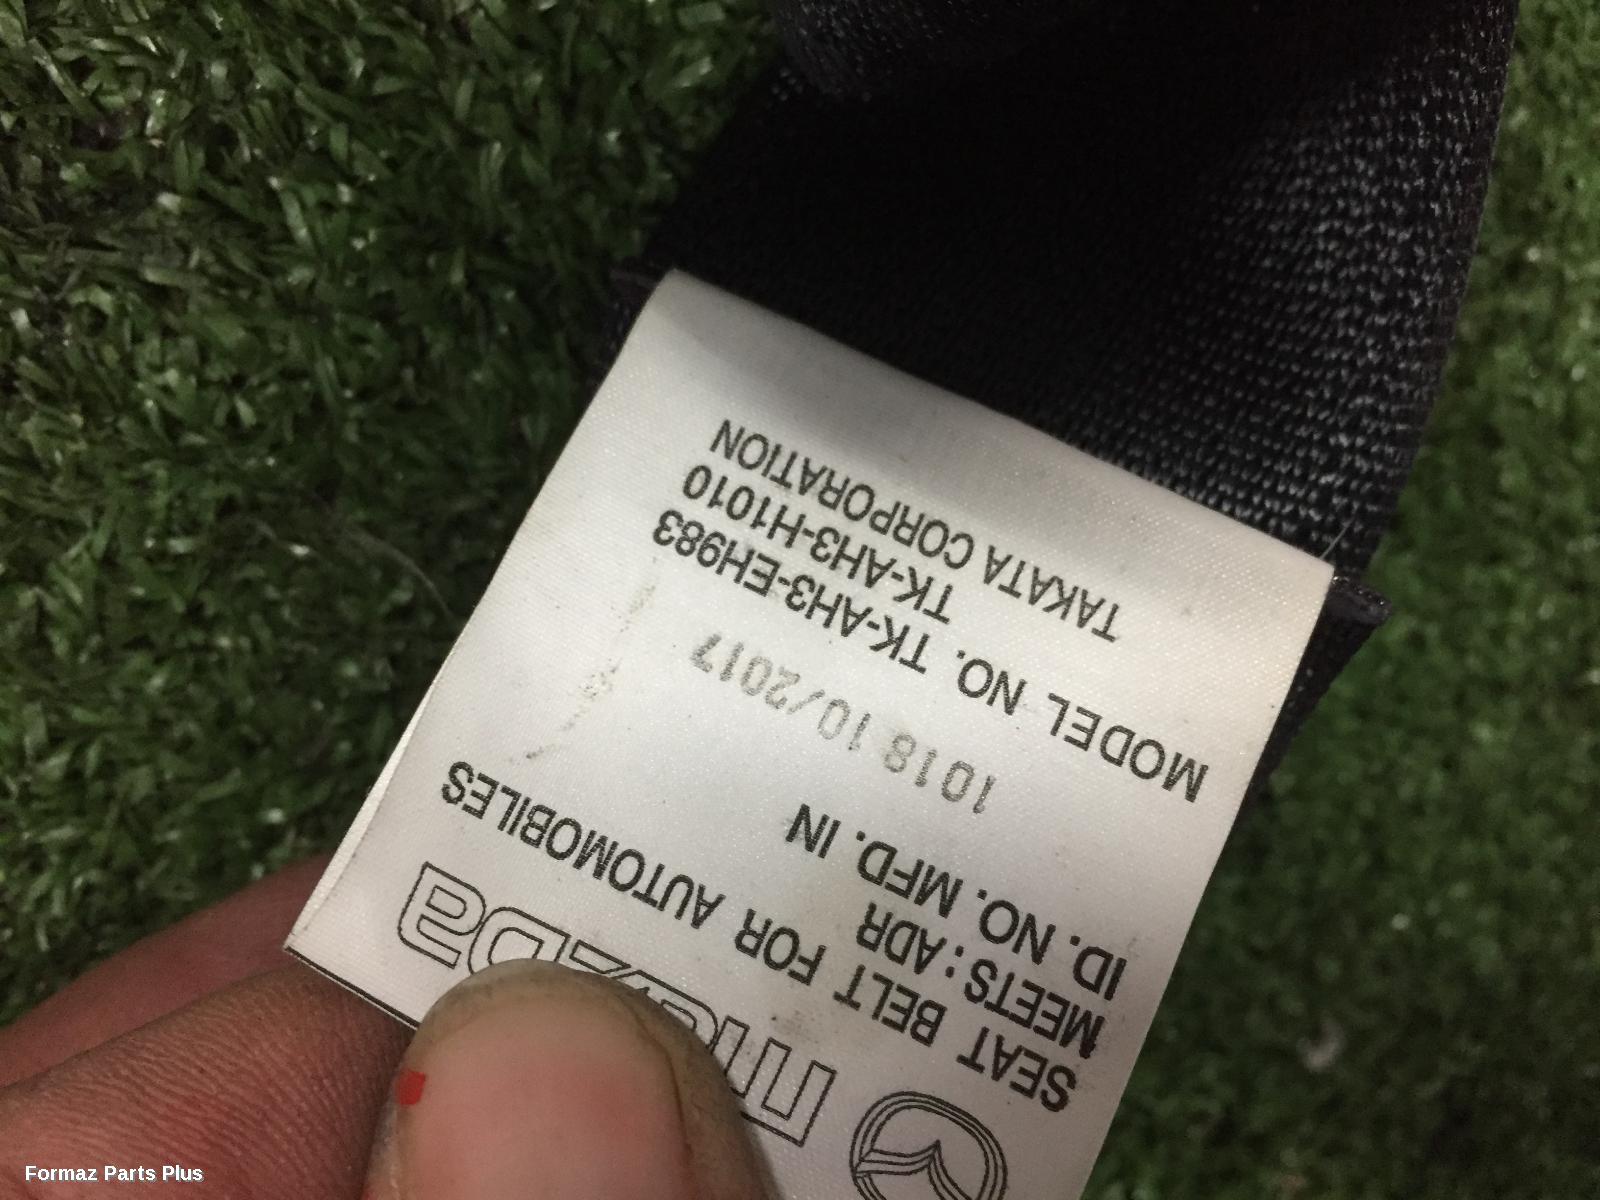 mazDa
SEAT BELT FOR AUTOMOBILES
MEETS : ADR
ID. NO. MFD. IN
1018 10/2017
MODEL NO. TK-AH3-EH983
TK-AH3-H1010
TAKATA CORPORATION
Formaz Parts Plus